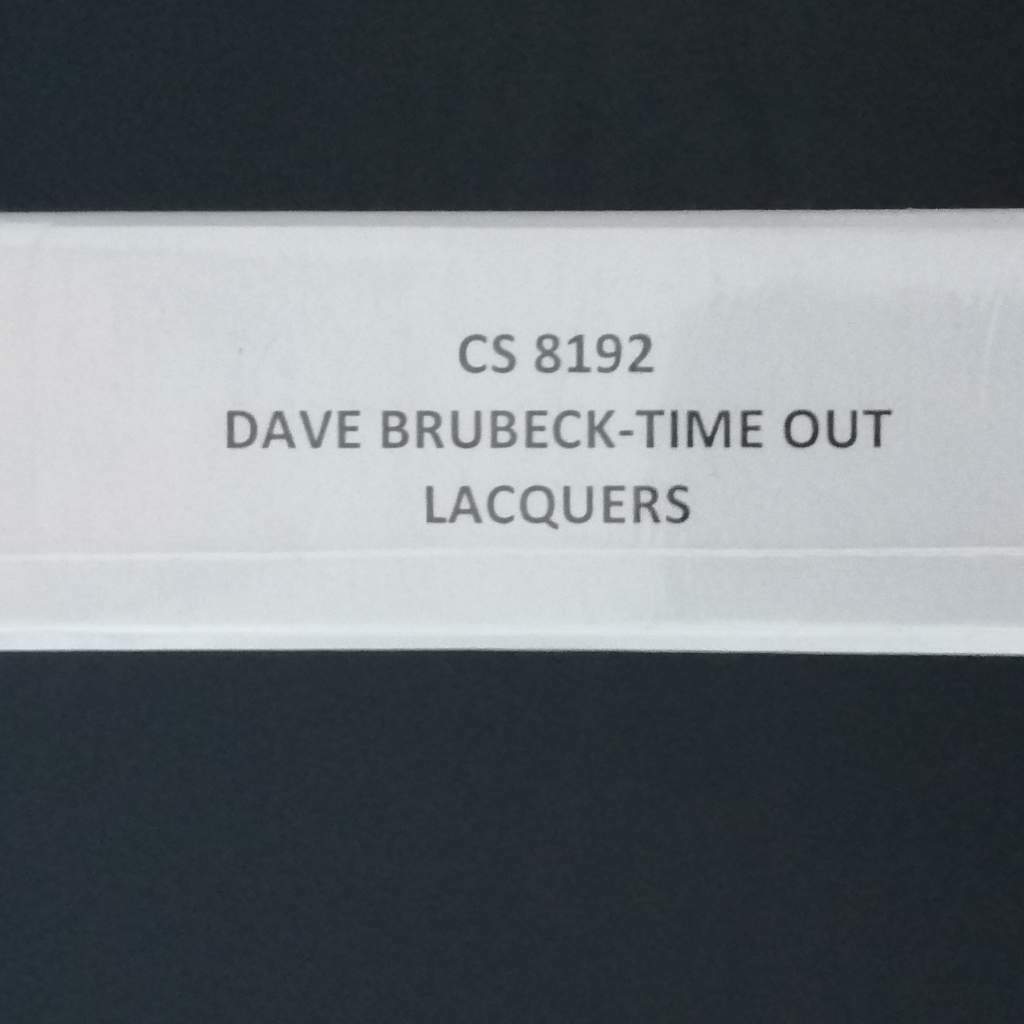 CS 8192
DAVE BRUBECK-TIME OUT
LACQUERS